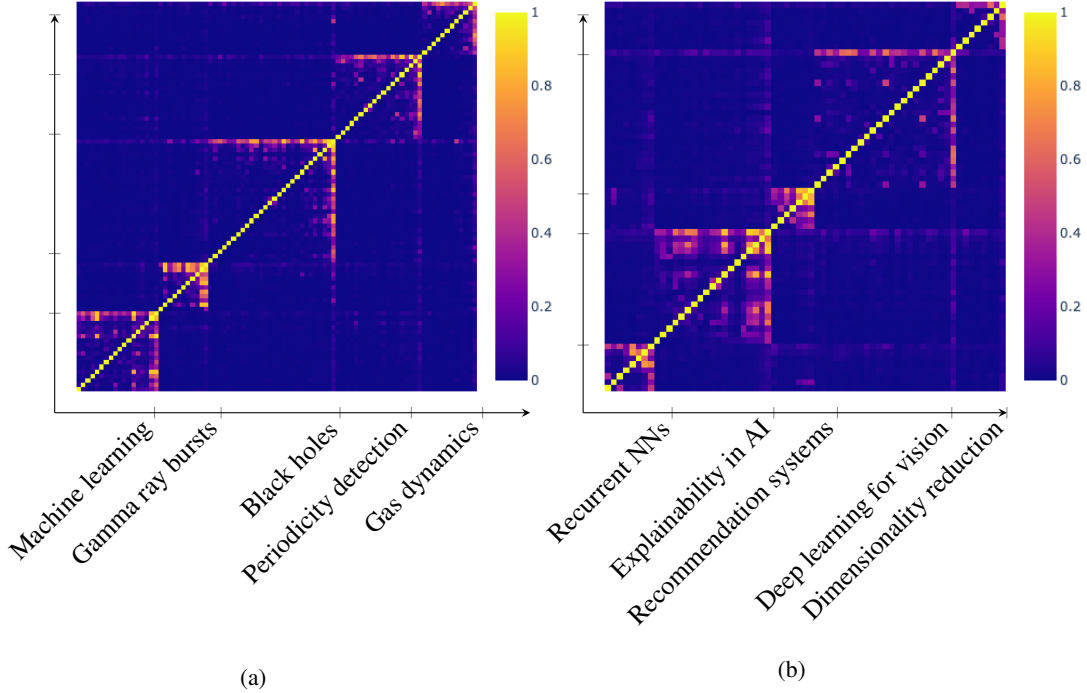 1
0.8
0.6
0.4
0.2
0
Machine learning
Gamma ray bursts
Black holes
Periodicity detection
Gas dynamics
(a)
1
0.8
0.6
0.4
0.2
0
Recurrent NNs
Explainability in AI
Recommendation systems
Deep learning for vision
Dimensionality reduction
(b)